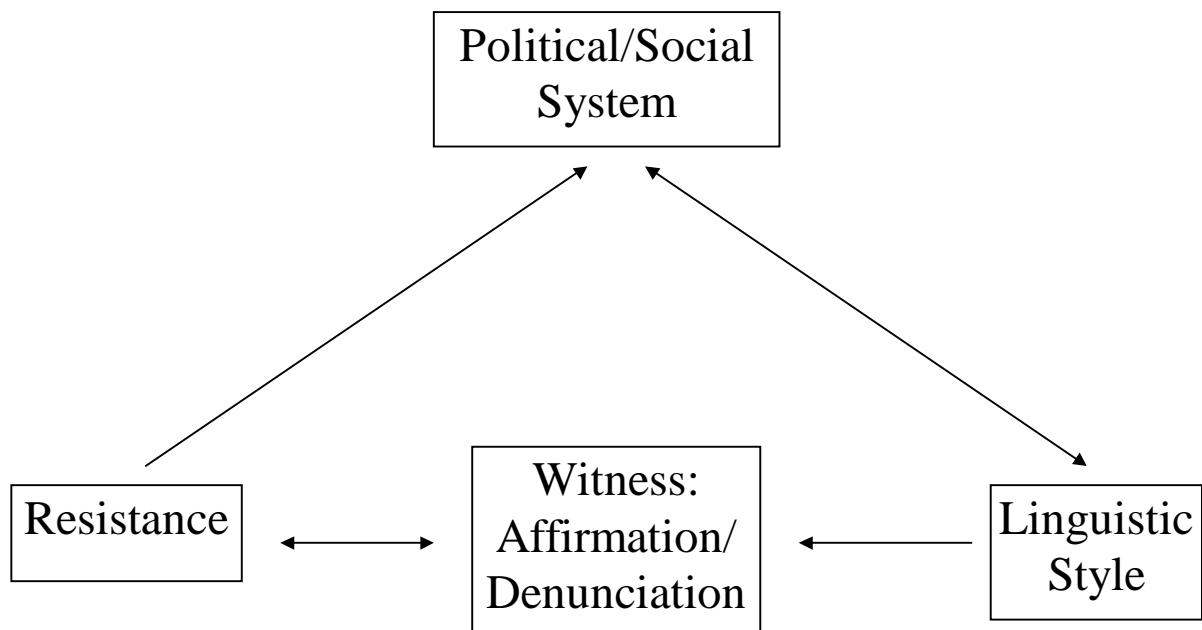 Political/Social
System
Resistance
Witness:
Affirmation/
Denunciation
Linguistic
Style